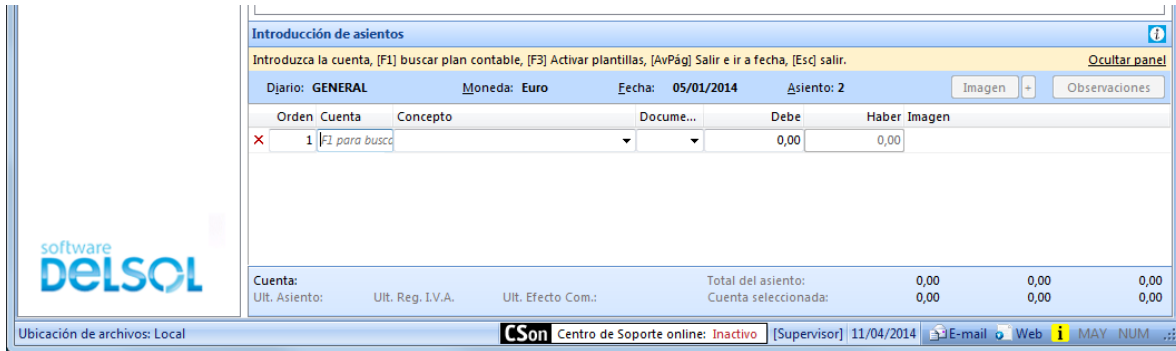 Introducción de asientos
Introduzca la cuenta, [F1] buscar plan contable, [F3] Activar plantillas, [AvPág] Salir e ir a fecha, [Esc] salir. Ocultar panel
Diario: GENERAL Moneda: Euro Fecha: 05/01/2014 Asiento: 2 Imagen + Observaciones
Orden Cuenta Concepto Docume... Debe Haber Imagen
1 F1 para busca 0,00 0,00
software
DELSOL
Cuenta: Total del asiento: 0,00 0,00 0,00
Ult. Asiento: Ult. Reg. I.V.A. Ult. Efecto Com.: Cuenta seleccionada: 0,00 0,00 0,00
Ubicación de archivos: Local CSon Centro de Soporte online: Inactivo [Supervisor] 11/04/2014 E-mail Web i MAY NUM